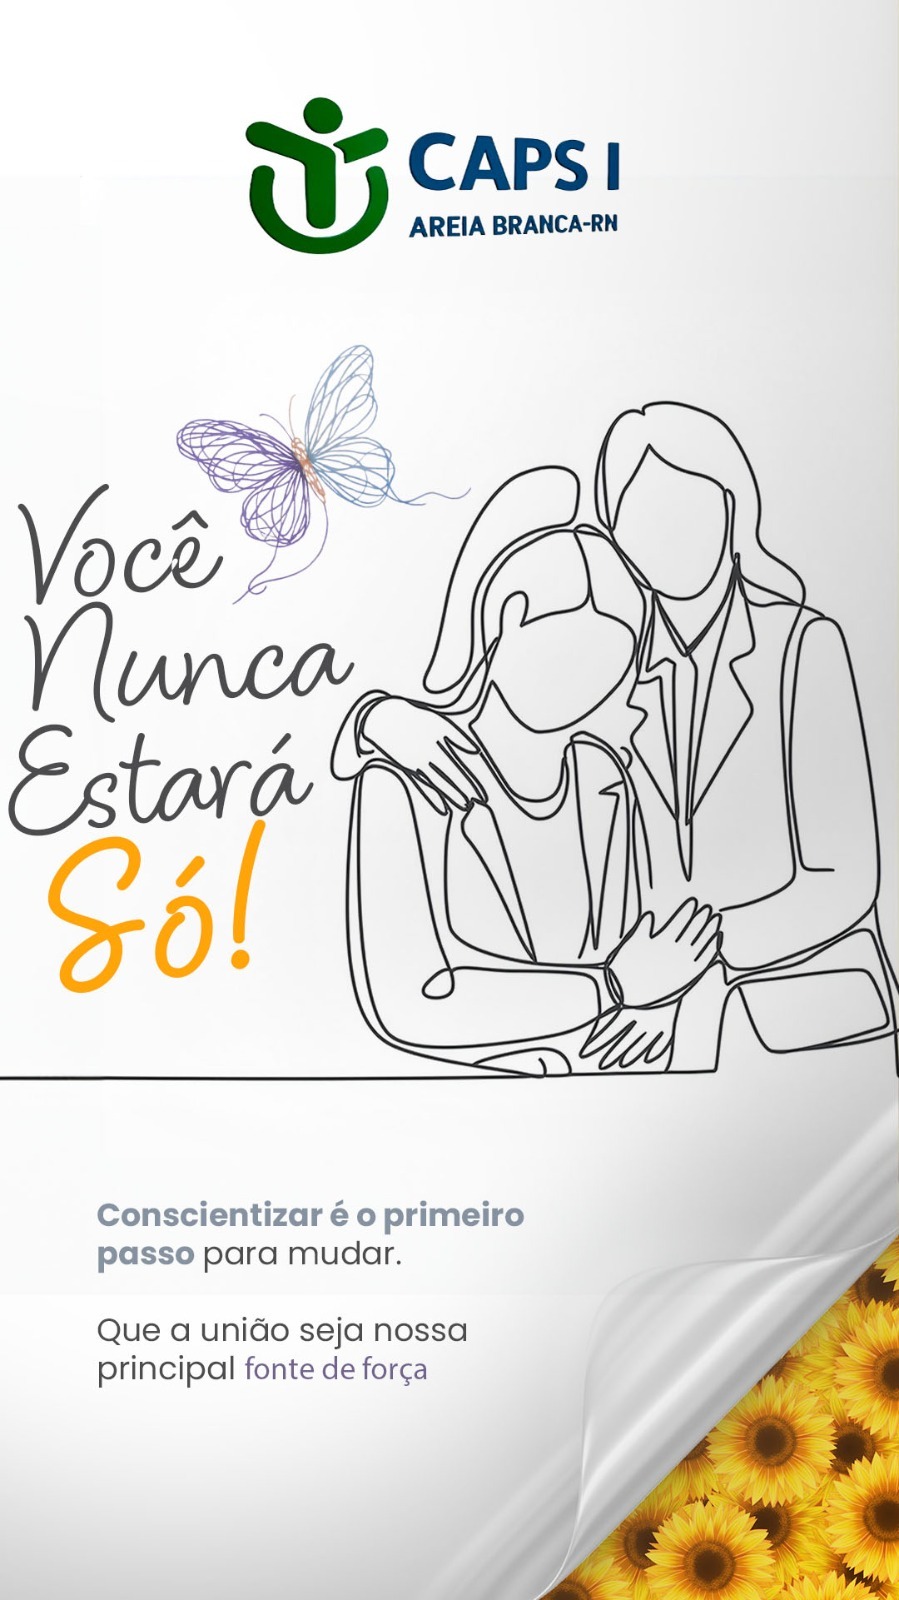 CAPS I
AREIA BRANCA-RN
Você
Nunca
Estará
Só!
Conscientizar é o primeiro
passo para mudar.
Que a união seja nossa
principal fonte de força